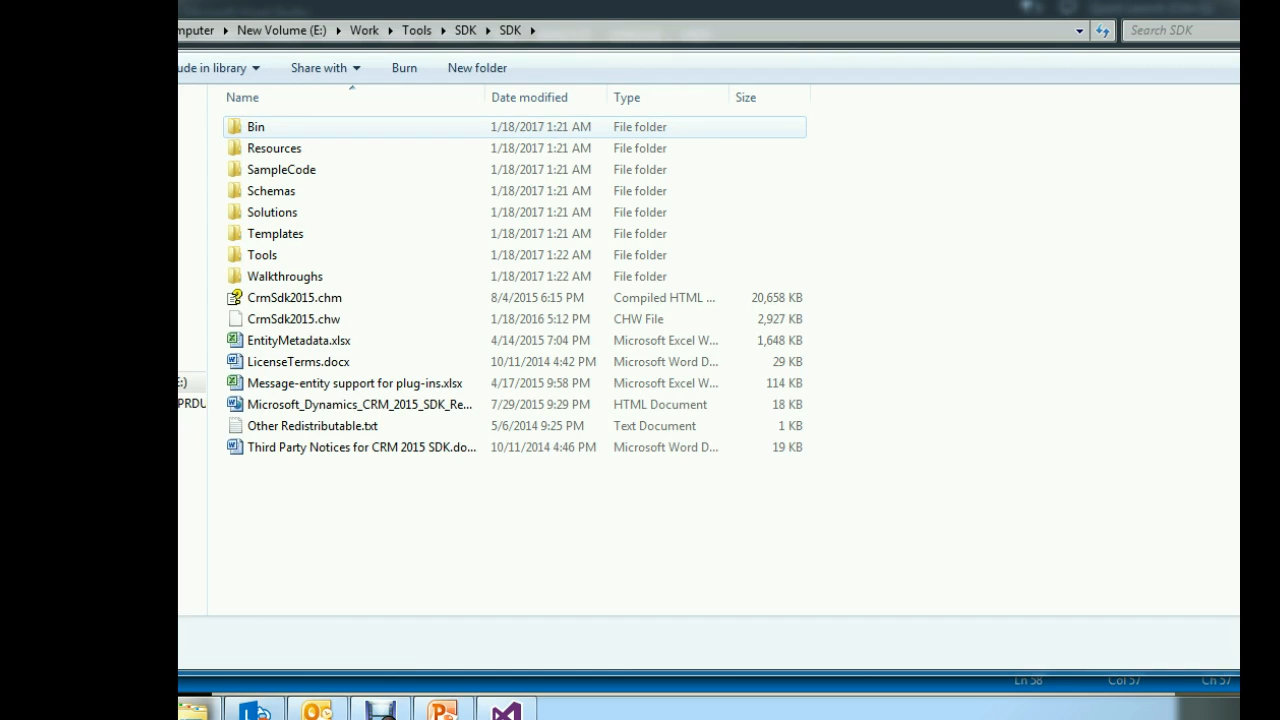 mputer ▸ New Volume (E:) ▸ Work ▸ Tools ▸ SDK ▸ SDK ▸ Search SDK
ude in library Share with Burn New folder
Name Date modified Type Size
Bin 1/18/2017 1:21 AM File folder
Resources 1/18/2017 1:21 AM File folder
SampleCode 1/18/2017 1:21 AM File folder
Schemas 1/18/2017 1:21 AM File folder
Solutions 1/18/2017 1:21 AM File folder
Templates 1/18/2017 1:21 AM File folder
Tools 1/18/2017 1:22 AM File folder
Walkthroughs 1/18/2017 1:22 AM File folder
CrmSdk2015.chm 8/4/2015 6:15 PM Compiled HTML ... 20,658 KB
CrmSdk2015.chw 1/18/2016 5:12 PM CHW File 2,927 KB
EntityMetadata.xlsx 4/14/2015 7:04 PM Microsoft Excel W... 1,648 KB
LicenseTerms.docx 10/11/2014 4:42 PM Microsoft Word D... 29 KB
:) Message-entity support for plug-ins.xlsx 4/17/2015 9:58 PM Microsoft Excel W... 114 KB
PRDU Microsoft_Dynamics_CRM_2015_SDK_Re... 7/29/2015 9:29 PM HTML Document 18 KB
Other Redistributable.txt 5/6/2014 9:25 PM Text Document 1 KB
Third Party Notices for CRM 2015 SDK.do... 10/11/2014 4:46 PM Microsoft Word D... 19 KB
Ln 58 Col 57 Ch 57